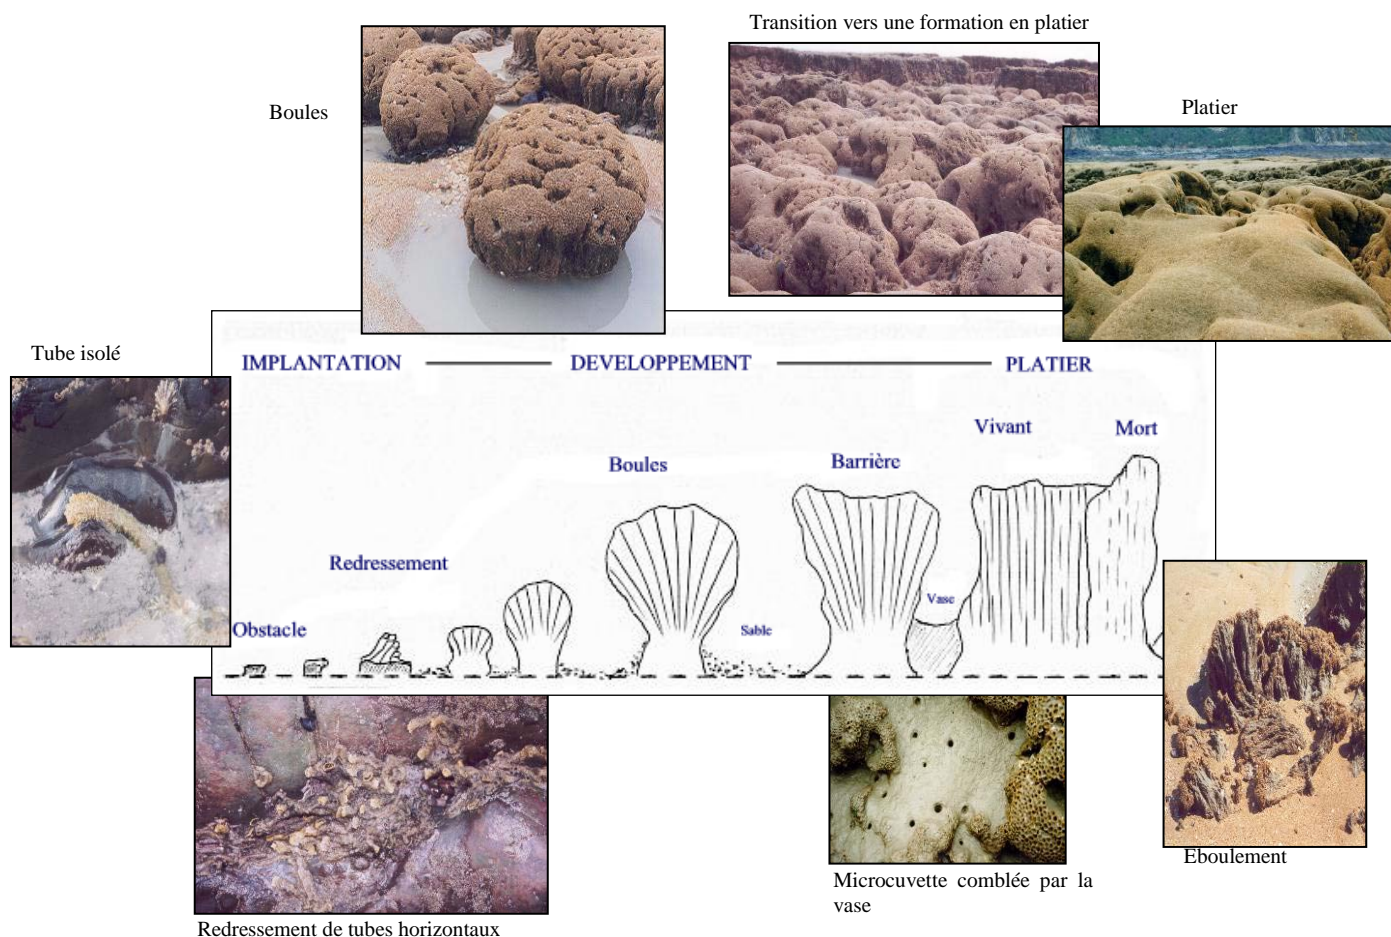 Transition vers une formation en platier
Boules
Platier
Tube isolé
IMPLANTATION
DEVELOPPEMENT
PLATIER
Vivant
Mort
Boules
Barrière
Redressement
Vase
Obstacle
Sable
Eboulement
Microcuvette comblée par la
vase
Redressement de tubes horizontaux